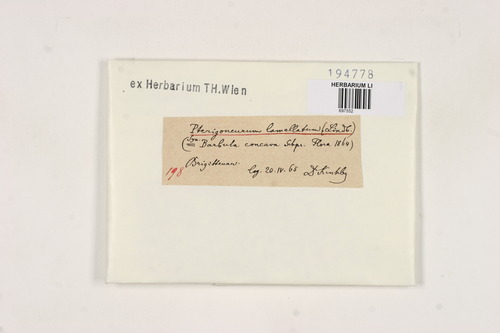 194778
ex Herbarium TH.Wien
HERBARIUM LI
Pterigoneurum lamellatum (Lindb.)
(Syn. Barbula concava Schpr. Flora 1864)
Brigittenau
198
leg. 20.IV.65